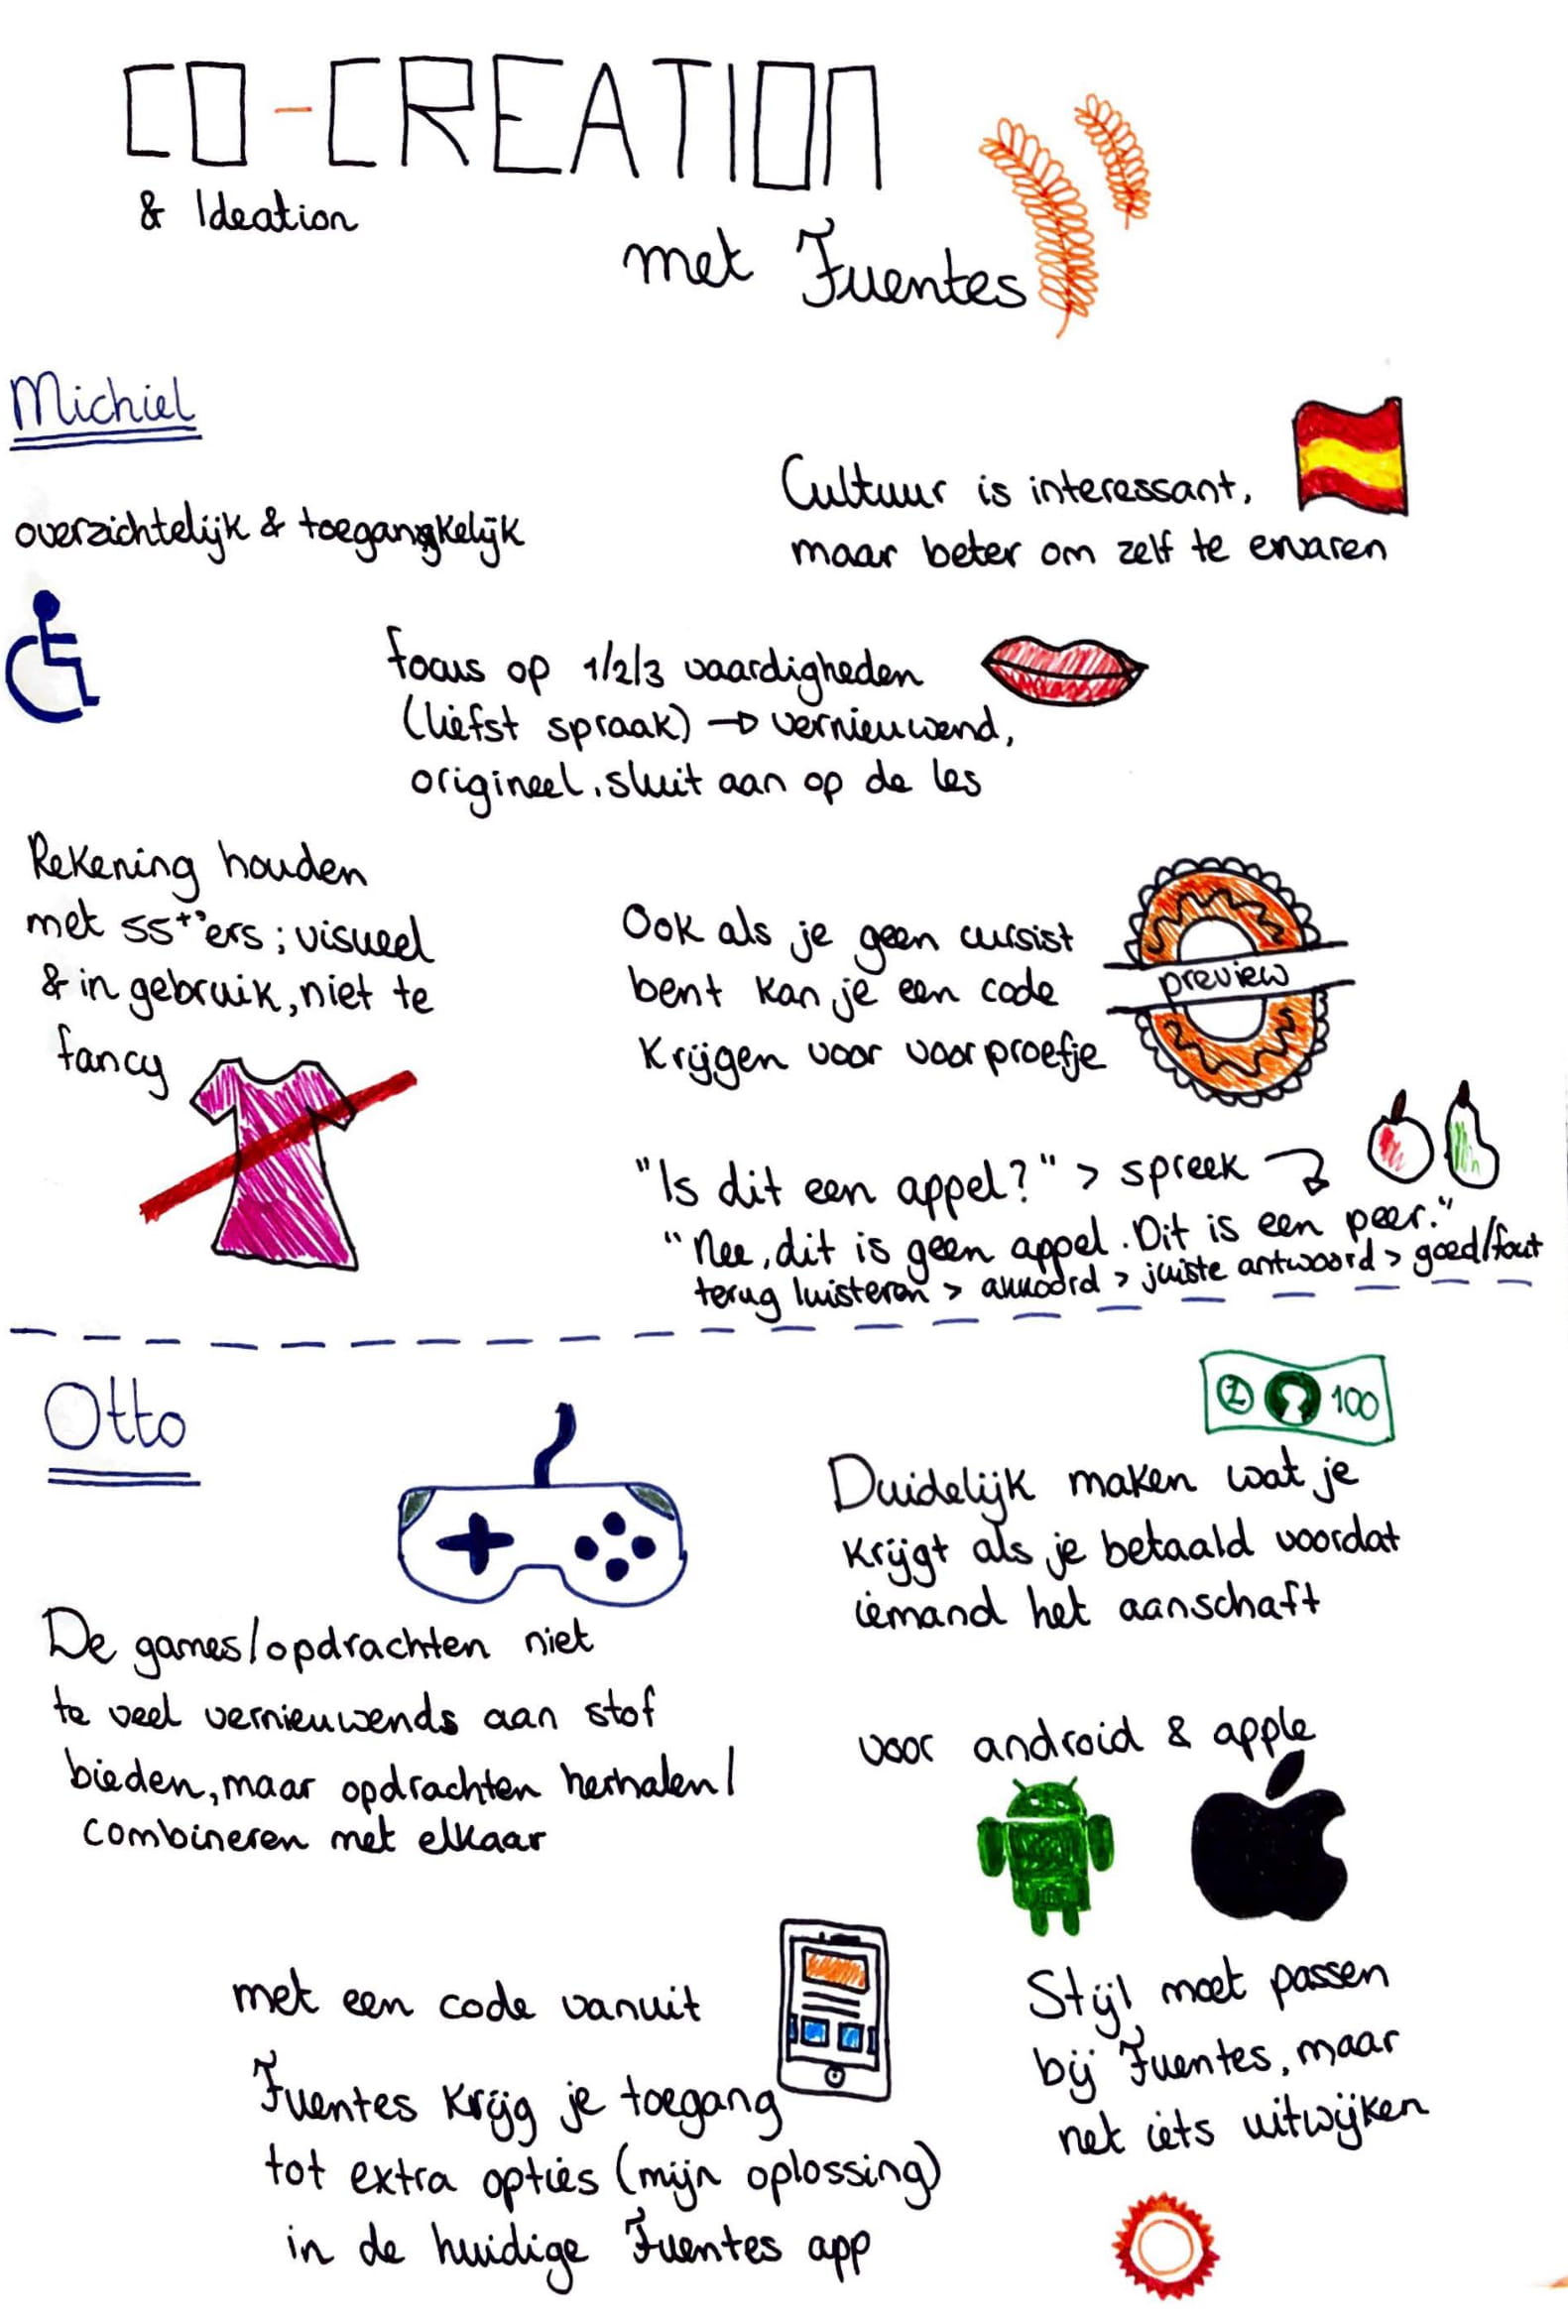 CO-CREATION
& Ideation
met Fuentes
Michiel
overzichtelijk & toegankelijk
Cultuur is interessant,
maar beter om zelf te ervaren
focus op 1/2/3 vaardigheden
(liefst spraak) → vernieuwend,
origineel, sluit aan op de les
Rekening houden
met 55+'ers; visueel
& in gebruik, niet te
fancy
Ook als je geen cursist
bent kan je een code
krijgen voor voorproefje
preview
"Is dit een appel?" > spreek
"Nee, dit is geen appel. Dit is een peer."
terug luisteren > akkoord > juiste antwoord > goed/fout
Otto
1 100
Duidelijk maken wat je
krijgt als je betaald voordat
iemand het aanschaft
De games/opdrachten niet
te veel vernieuwends aan stof
bieden, maar opdrachten herhalen/
combineren met elkaar
voor android & apple
met een code vanuit
Fuentes krijg je toegang
tot extra opties (mijn oplossing)
in de huidige Fuentes app
Stijl moet passen
bij Fuentes, maar
net iets uitwijken